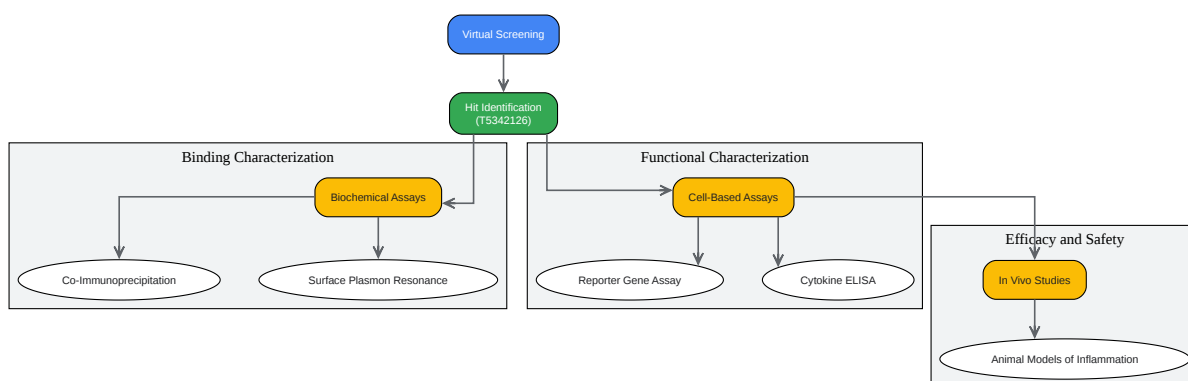 Virtual Screening
Hit Identification
(T5342126)
Binding Characterization
Functional Characterization
Biochemical Assays
Cell-Based Assays
Efficacy and Safety
Co-Immunoprecipitation
Surface Plasmon Resonance
Reporter Gene Assay
Cytokine ELISA
In Vivo Studies
Animal Models of Inflammation